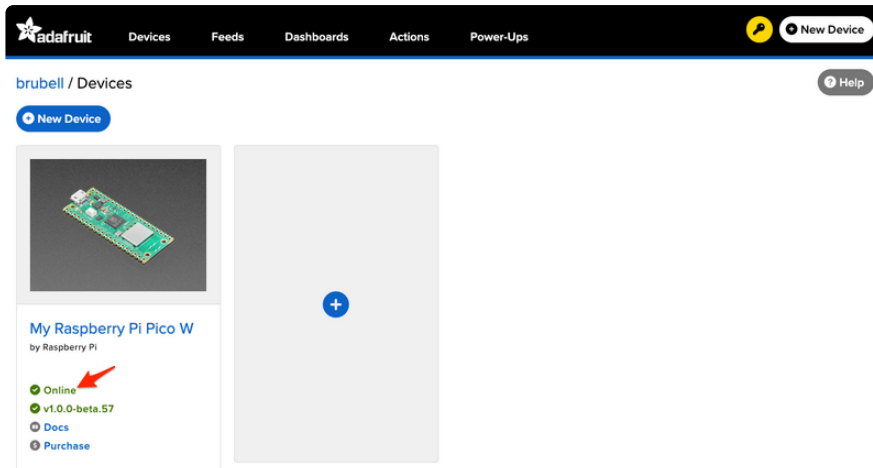 adafruit Devices Feeds Dashboards Actions Power-Ups New Device
brubell / Devices
Help
New Device
My Raspberry Pi Pico W
by Raspberry Pi
Online
v1.0.0-beta.57
Docs
Purchase